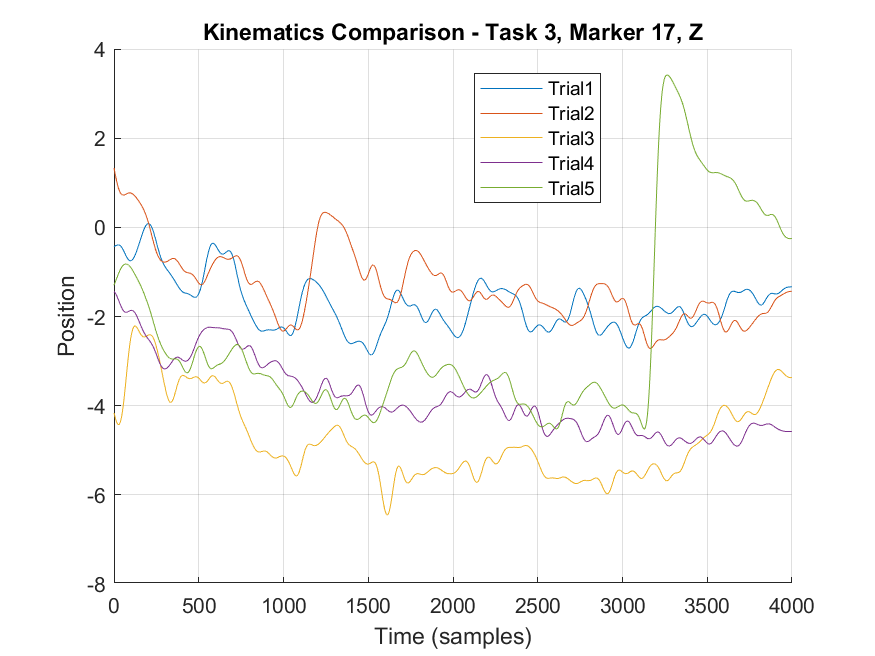 Kinematics Comparison - Task 3, Marker 17, Z
4
2
0
-2
-4
-6
-8
Position
Trial1
Trial2
Trial3
Trial4
Trial5
0 500 1000 1500 2000 2500 3000 3500 4000
Time (samples)